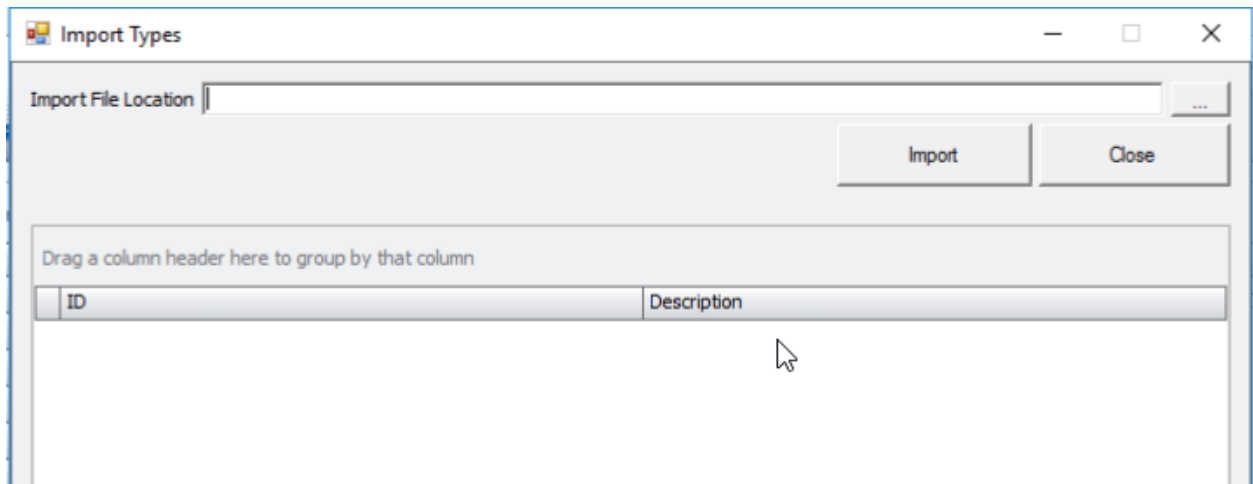 Import Types
Import File Location
...
Import
Close
Drag a column header here to group by that column
ID
Description